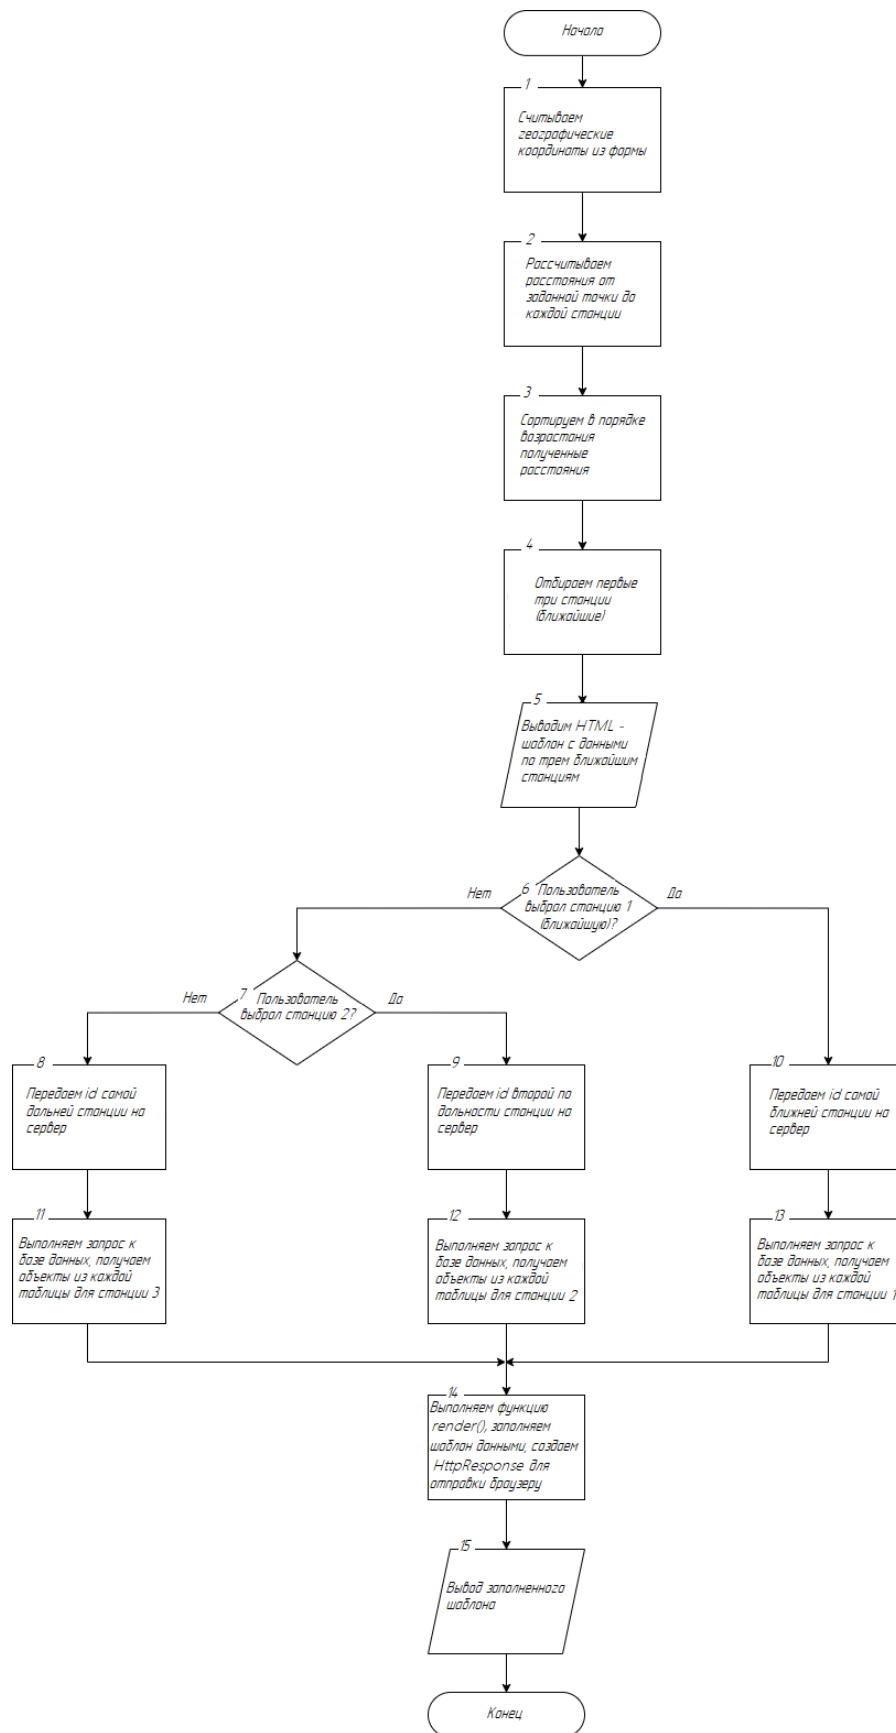 Начало
1
Считываем
географические
координаты из формы
2
Рассчитываем
расстояния от
заданной точки до
каждой станции
3
Сортируем в порядке
возрастания
полученные
расстояния
4
Отбираем первые
три станции
(ближайшие)
5
Выводим HTML -
шаблон с данными
по трем ближайшим
станциям
Нет
6 Пользователь
выбрал станцию 1
(ближайшую)?
Да
Нет
7 Пользователь
выбрал станцию 2?
Да
8
Передаем id самой
дальней станции на
сервер
9
Передаем id второй по
дальности станции на
сервер
10
Передаем id самой
ближней станции на
сервер
11
Выполняем запрос к
базе данных, получаем
объекты из каждой
таблицы для станции 3
12
Выполняем запрос к
базе данных, получаем
объекты из каждой
таблицы для станции 2
13
Выполняем запрос к
базе данных, получаем
объекты из каждой
таблицы для станции 1
14
Выполняем функцию
render(), заполняем
шаблон данными, создаем
HttpResponse для
отправки браузеру
15
Вывод заполненного
шаблона
Конец